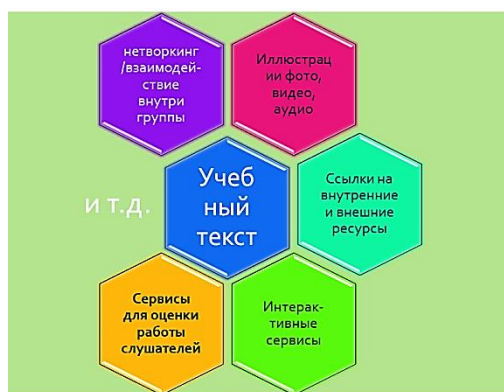 нетворкинг
/взаимодей-
ствие
внутри
группы
Иллюстрац
ии фото,
видео,
аудио
и т.д.
Учеб
ный
текст
Ссылки на
внутренние
и внешние
ресурсы
Сервисы
для оценки
работы
слушателей
Интерак-
тивные
сервисы